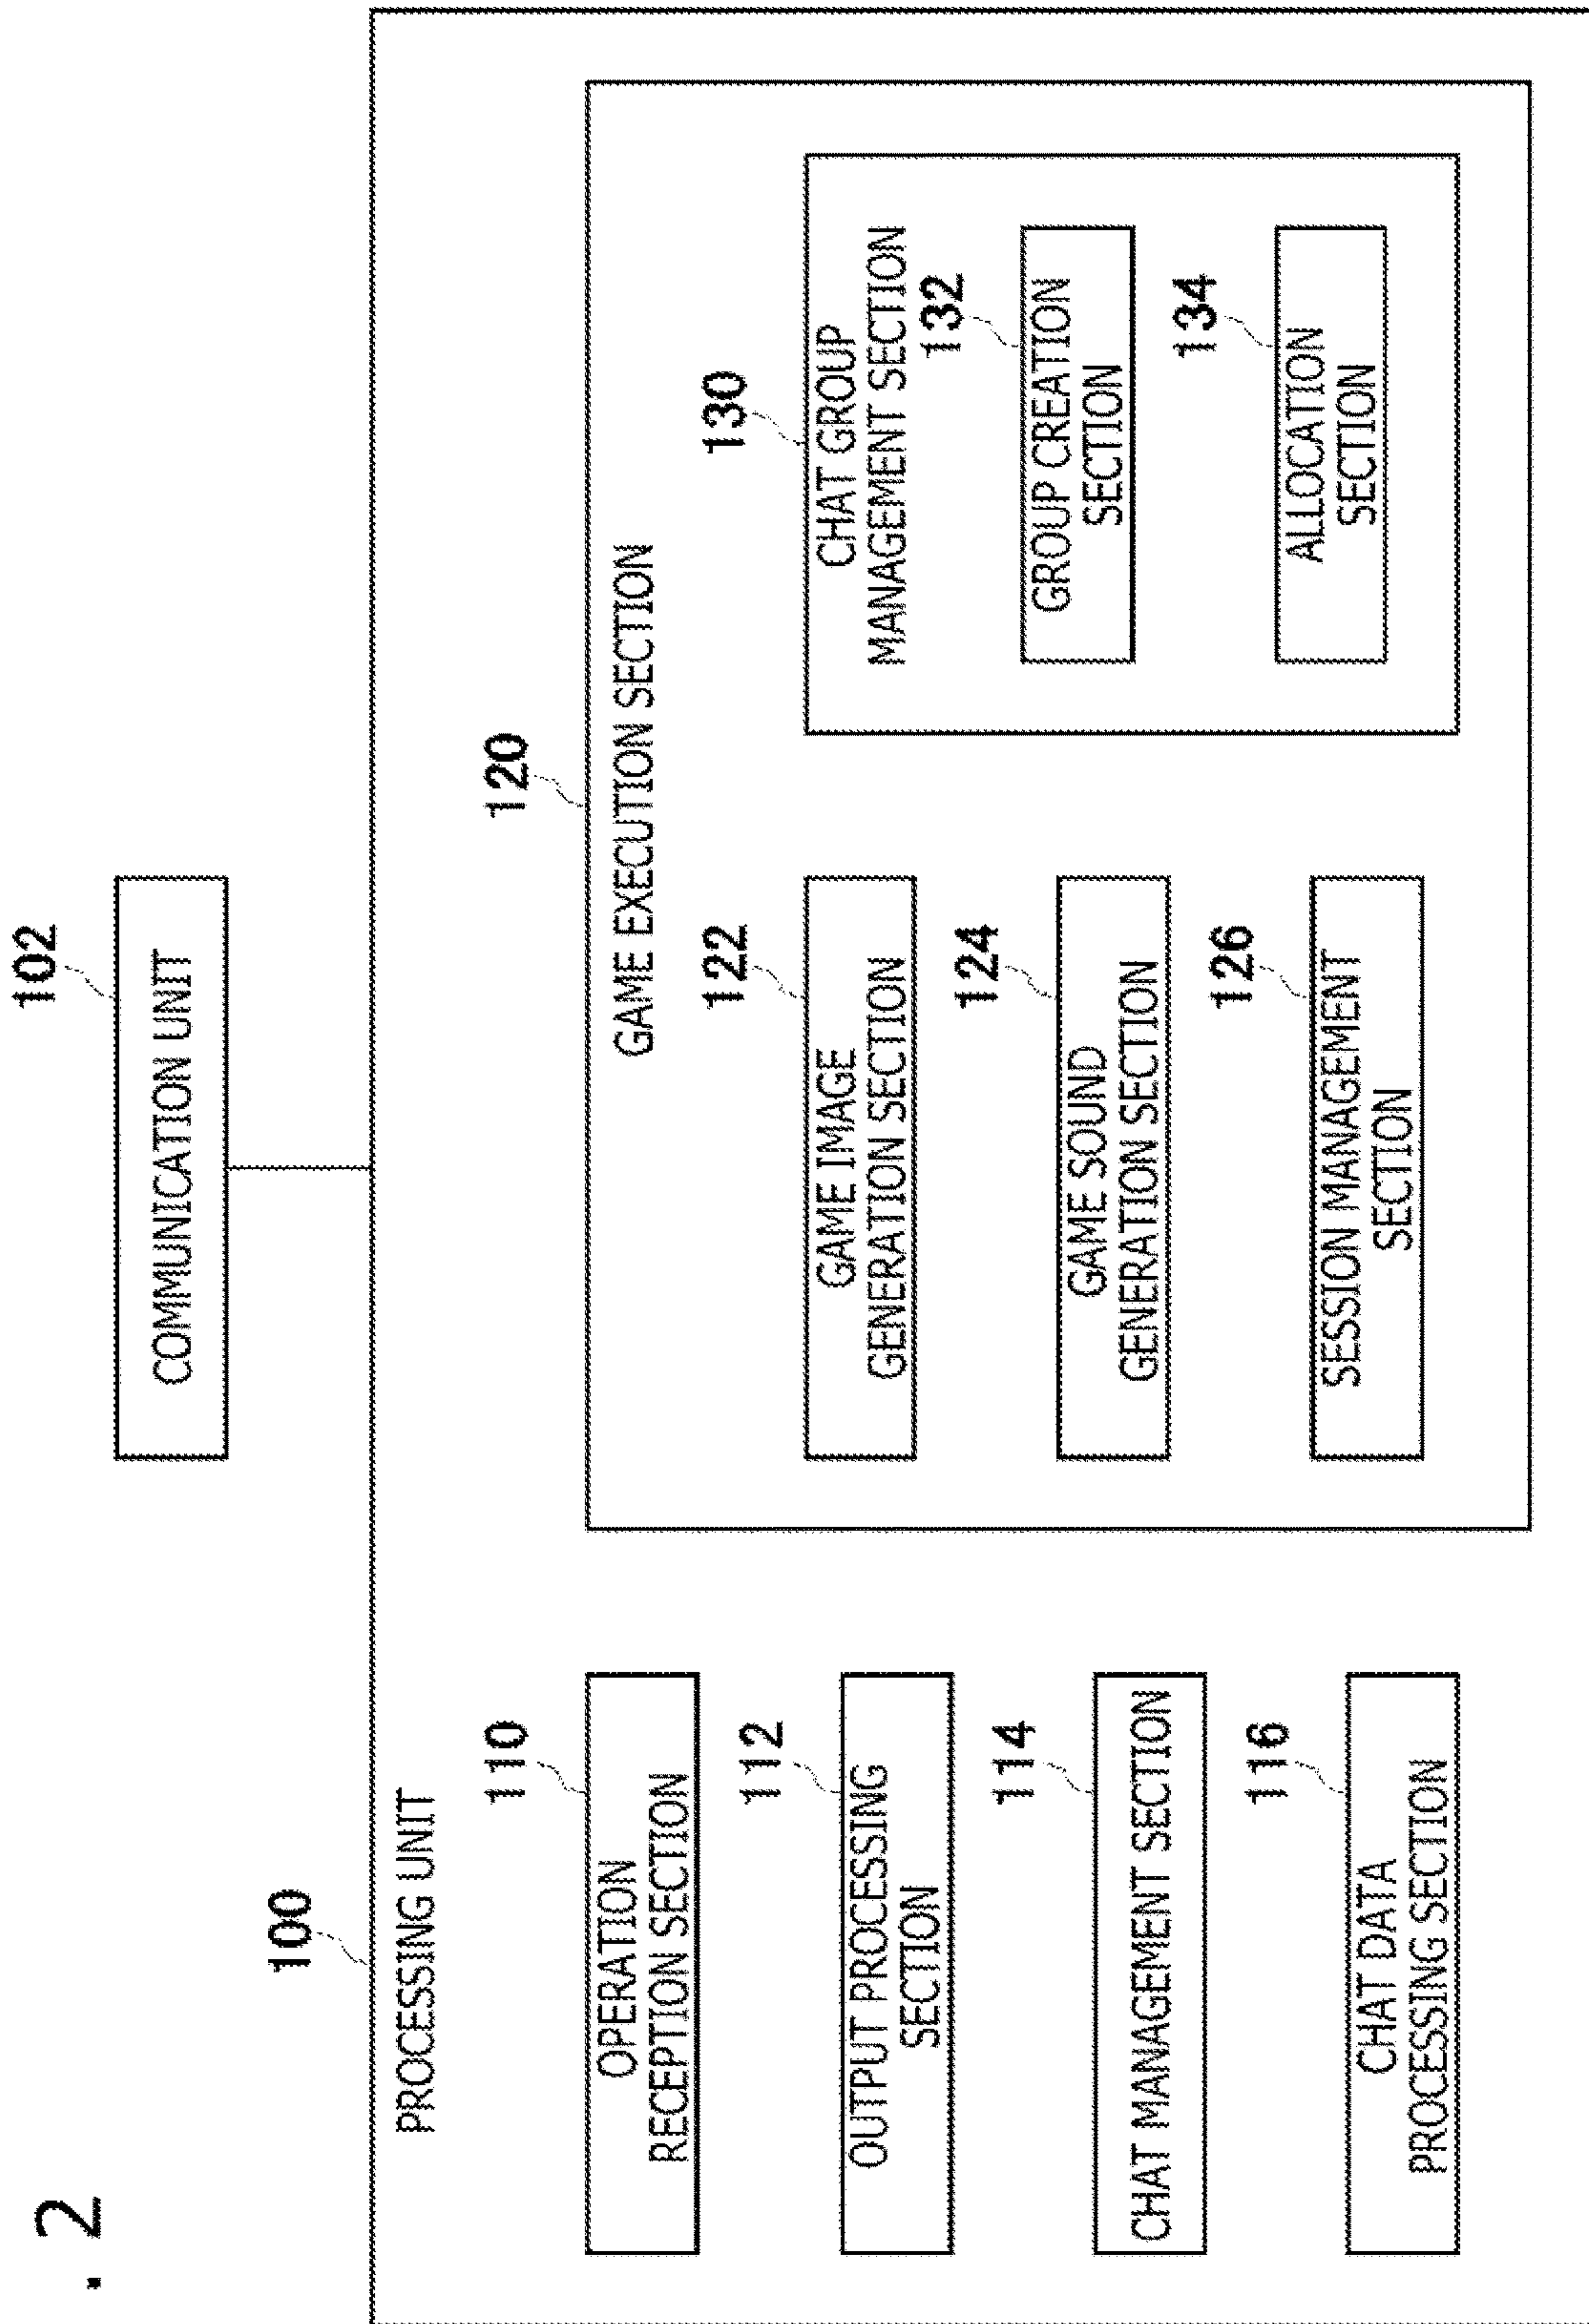 . 2
102
COMMUNICATION UNIT
100
PROCESSING UNIT
110
OPERATION
RECEPTION SECTION
112
OUTPUT PROCESSING
SECTION
114
CHAT MANAGEMENT SECTION
116
CHAT DATA
PROCESSING SECTION
120
GAME EXECUTION SECTION
122
GAME IMAGE
GENERATION SECTION
124
GAME SOUND
GENERATION SECTION
126
SESSION MANAGEMENT
SECTION
130
CHAT GROUP
MANAGEMENT SECTION
132
GROUP CREATION
SECTION
134
ALLOCATION
SECTION